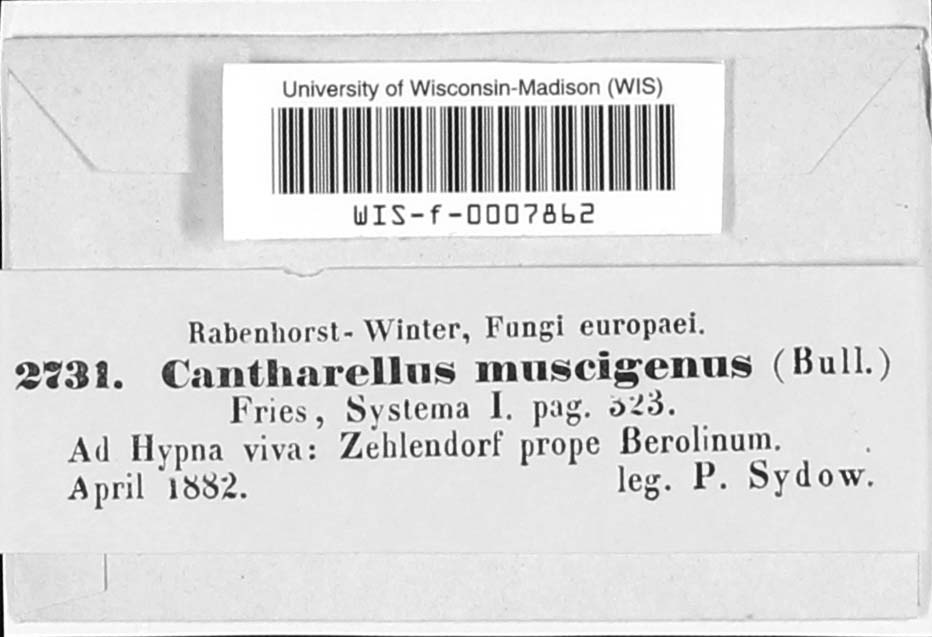 University of Wisconsin-Madison (WIS)
WIS-f-0007862
Rabenhorst-Winter, Fungi europaei.
2731. Cantharellus muscigenus (Bull.)
Fries, Systema I. pag. 323.
Ad Hypna viva: Zehlendorf prope Berolinum.
April 1882. leg. P. Sydow.